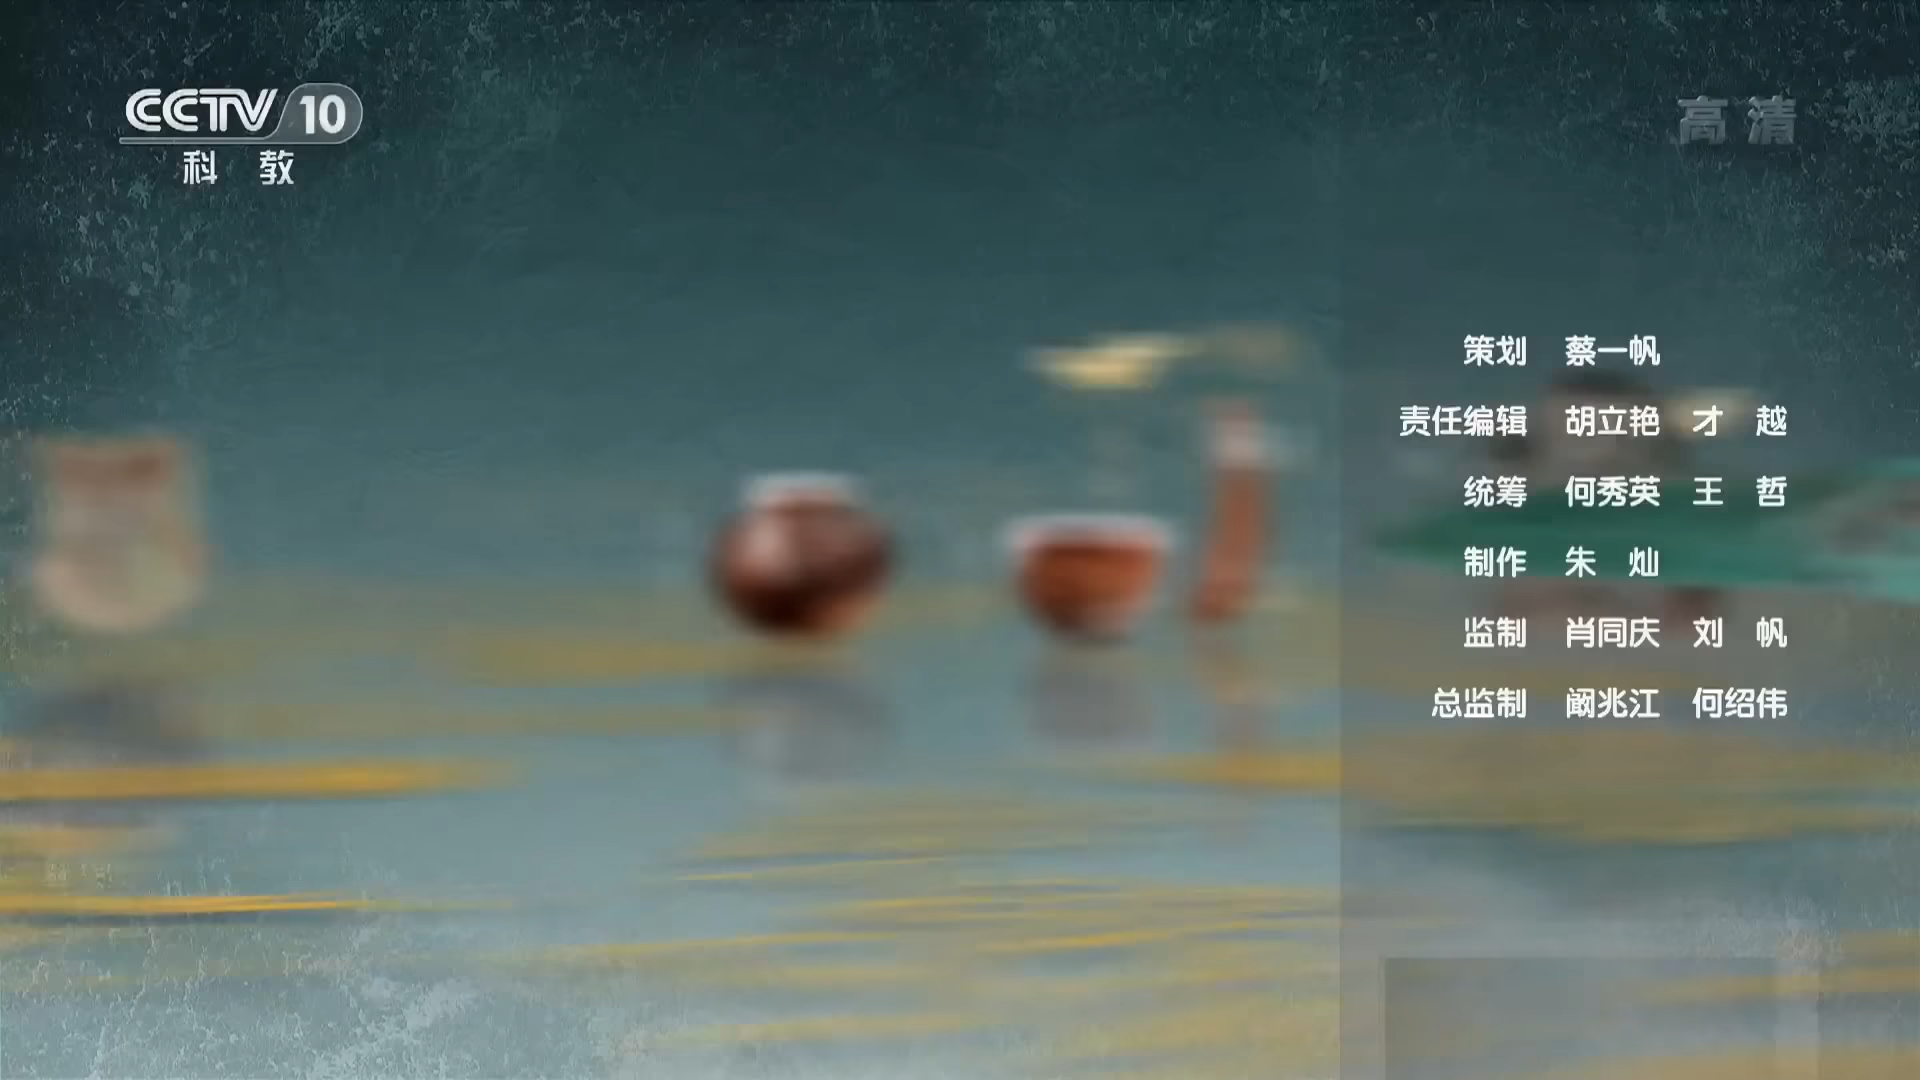 CCTV 10
科 教
高清
策划 蔡一帆
责任编辑 胡立艳 才 越
统筹 何秀英 王 哲
制作 朱 灿
监制 肖同庆 刘 帆
总监制 阚兆江 何绍伟